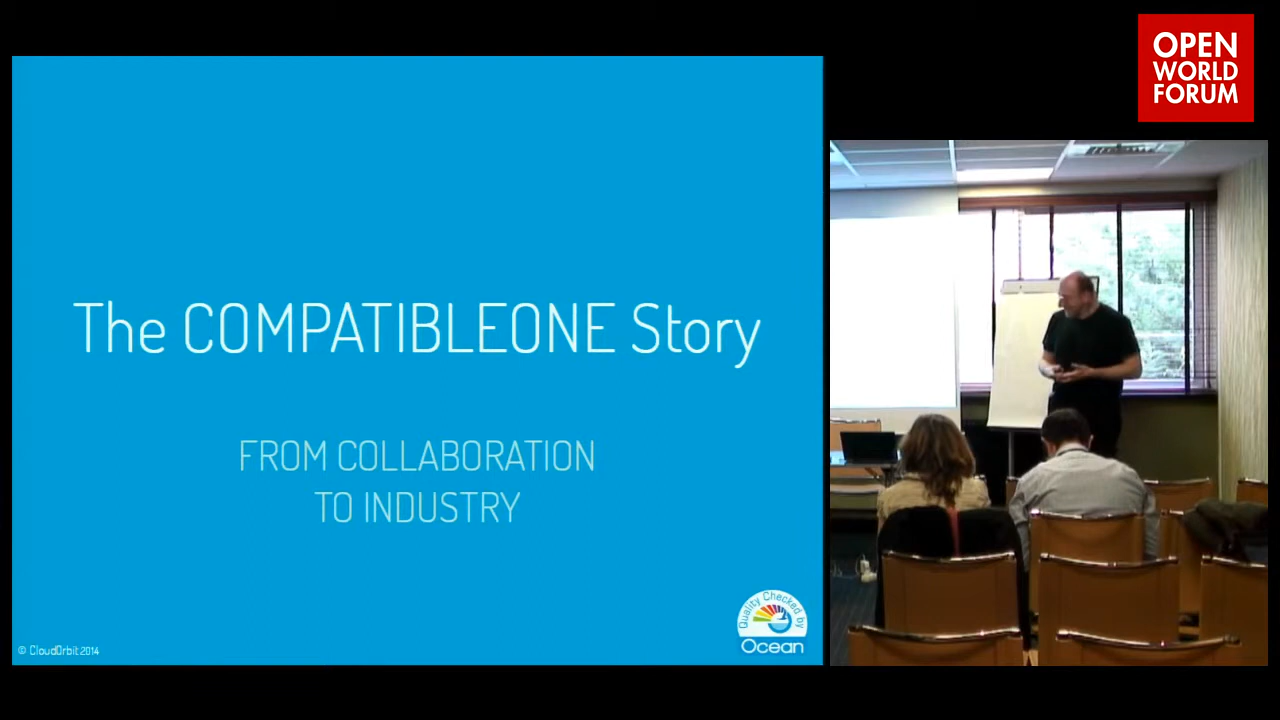 OPEN
WORLD
FORUM
The COMPATIBLEONE Story
FROM COLLABORATION
TO INDUSTRY
Quality Checked by
Ocean
© CloudOrbit 2014